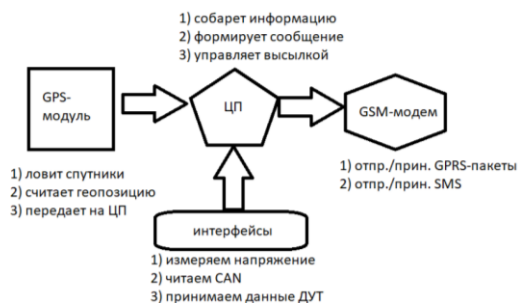 1) собарет информацию
2) формирует сообщение
3) управляет высылкой
GPS-
модуль
ЦП
GSM-модем
1) ловит спутники
2) считает геопозицию
3) передает на ЦП
1) отпр./прин. GPRS-пакеты
2) отпр./прин. SMS
интерфейсы
1) измеряем напряжение
2) читаем CAN
3) принимаем данные ДУТ